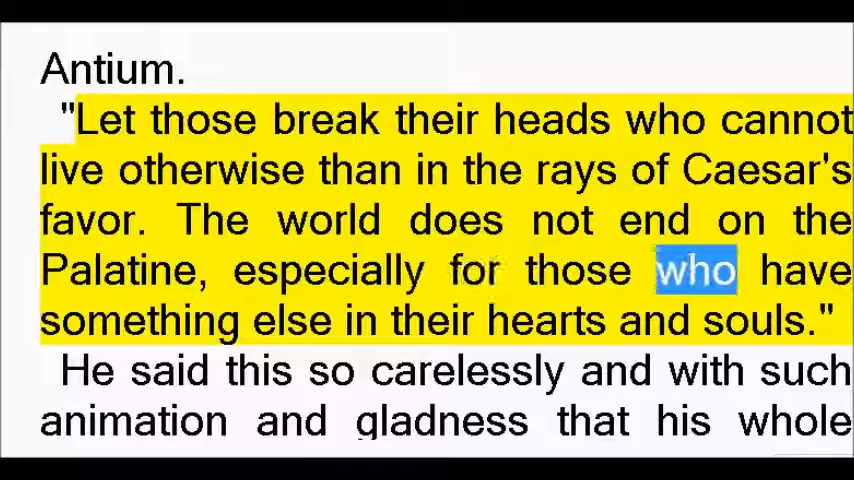 Antium.
"Let those break their heads who cannot
live otherwise than in the rays of Caesar's
favor. The world does not end on the
Palatine, especially for those who have
something else in their hearts and souls."
He said this so carelessly and with such
animation and gladness that his whole